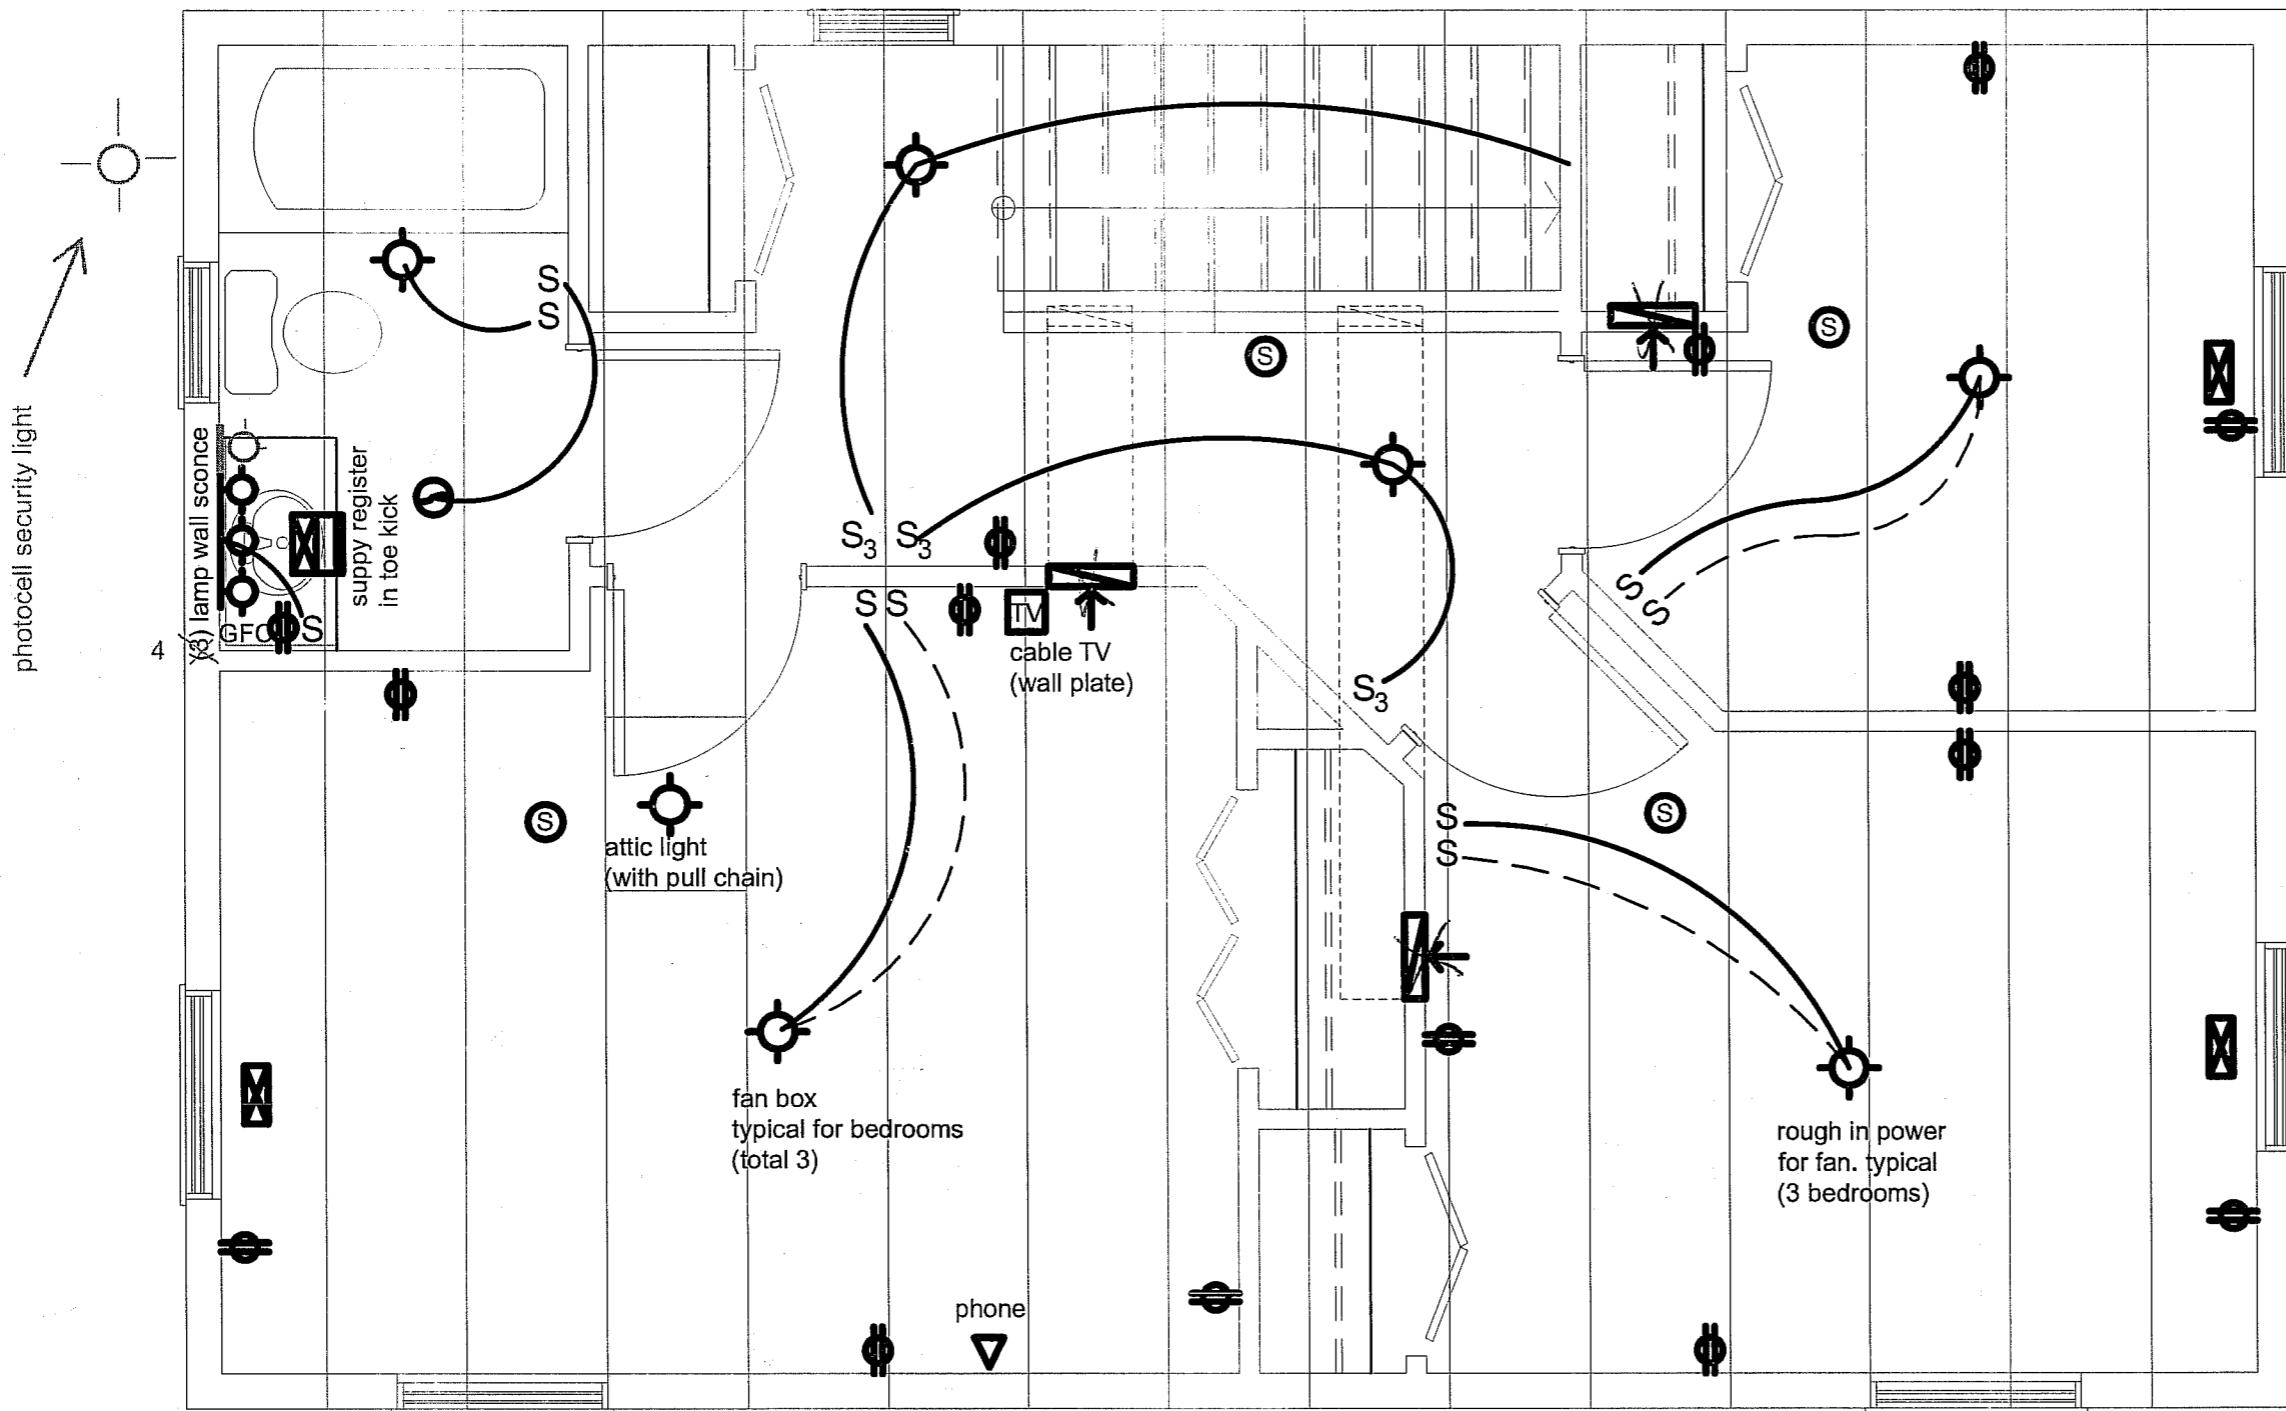 photocell security light
S
S
S
(3) lamp wall sconce
4
suppy register
in toe kick
GFC
S
S3 S3
S S
TV
cable TV
(wall plate)
S3
S
S
S
attic light
(with pull chain)
S
S
S
S
fan box
typical for bedrooms
(total 3)
rough in power
for fan. typical
(3 bedrooms)
phone